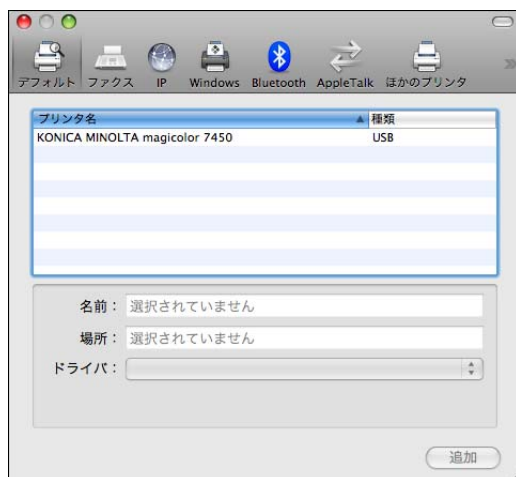 デフォルト ファクス IP Windows Bluetooth AppleTalk ほかのプリンタ
プリンタ名 種類
KONICA MINOLTA magicolor 7450 USB
名前： 選択されていません
場所： 選択されていません
ドライバ：
追加